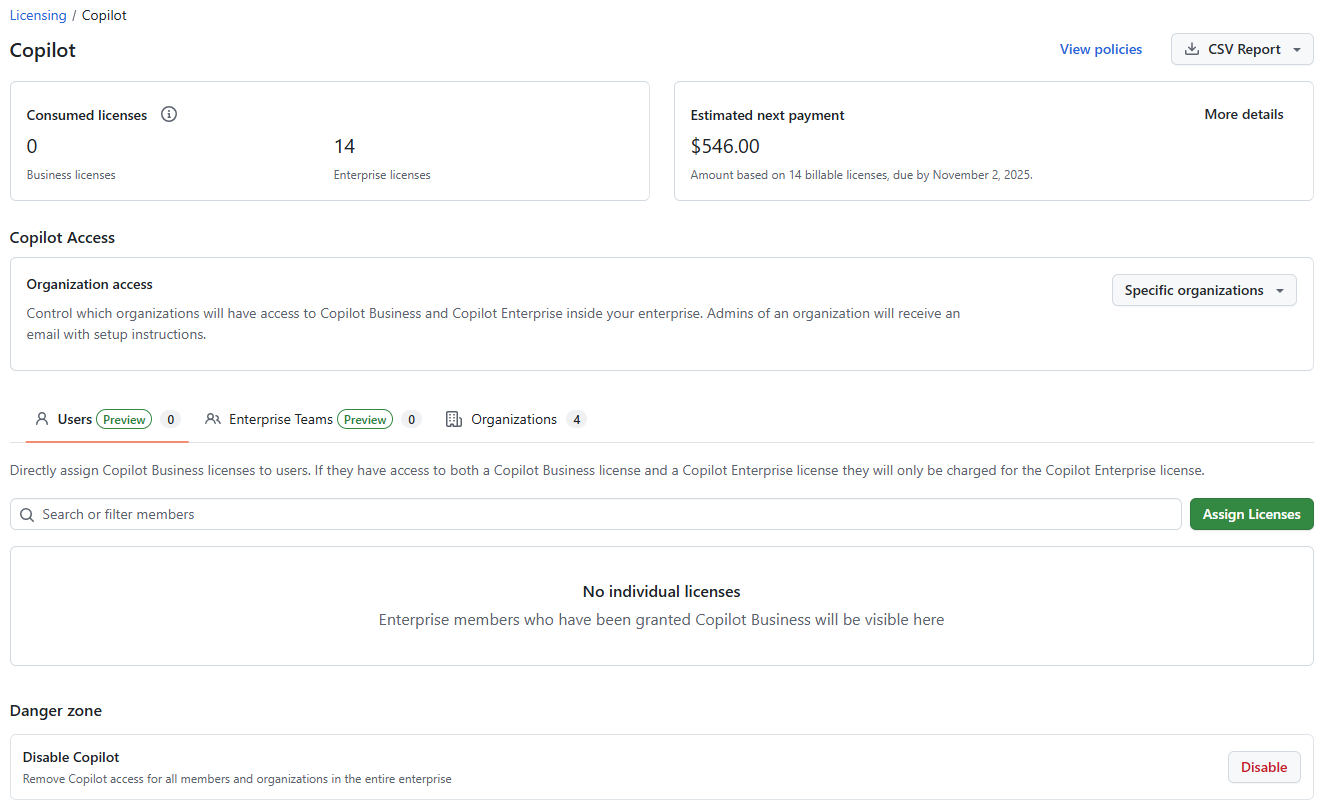 Licensing / Copilot
Copilot
View policies
CSV Report
Consumed licenses
0
14
Business licenses
Enterprise licenses
Estimated next payment
More details
$546.00
Amount based on 14 billable licenses, due by November 2, 2025.
Copilot Access
Organization access
Specific organizations
Control which organizations will have access to Copilot Business and Copilot Enterprise inside your enterprise. Admins of an organization will receive an
email with setup instructions.
Users Preview 0 Enterprise Teams Preview 0 Organizations 4
Directly assign Copilot Business licenses to users. If they have access to both a Copilot Business license and a Copilot Enterprise license they will only be charged for the Copilot Enterprise license.
Search or filter members
Assign Licenses
No individual licenses
Enterprise members who have been granted Copilot Business will be visible here
Danger zone
Disable Copilot
Remove Copilot access for all members and organizations in the entire enterprise
Disable